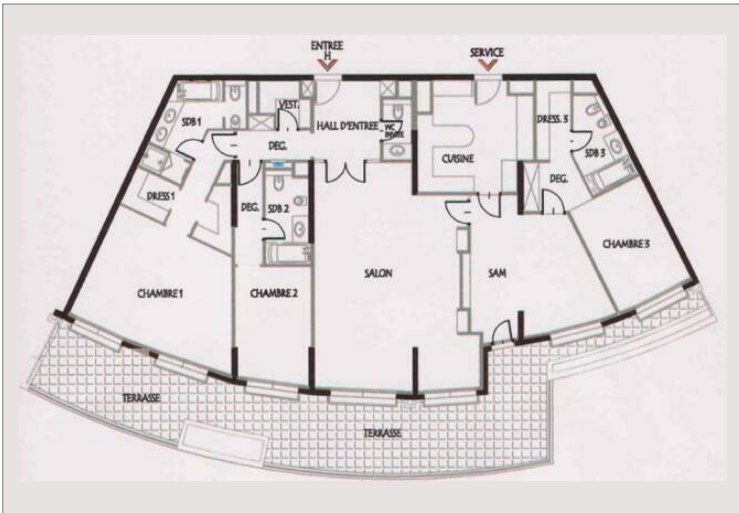 ENTREE
H
SERVICE
SDB 1
VEST.
HALL D'ENTREE
WC
INVITE
DEG.
CUISINE
DRESS. 3
SDB 3
DEG.
DRESS 1
DEG.
SDB 2
CHAMBRE 1
CHAMBRE 2
SALON
SAM
CHAMBRE 3
TERRASSE
TERRASSE